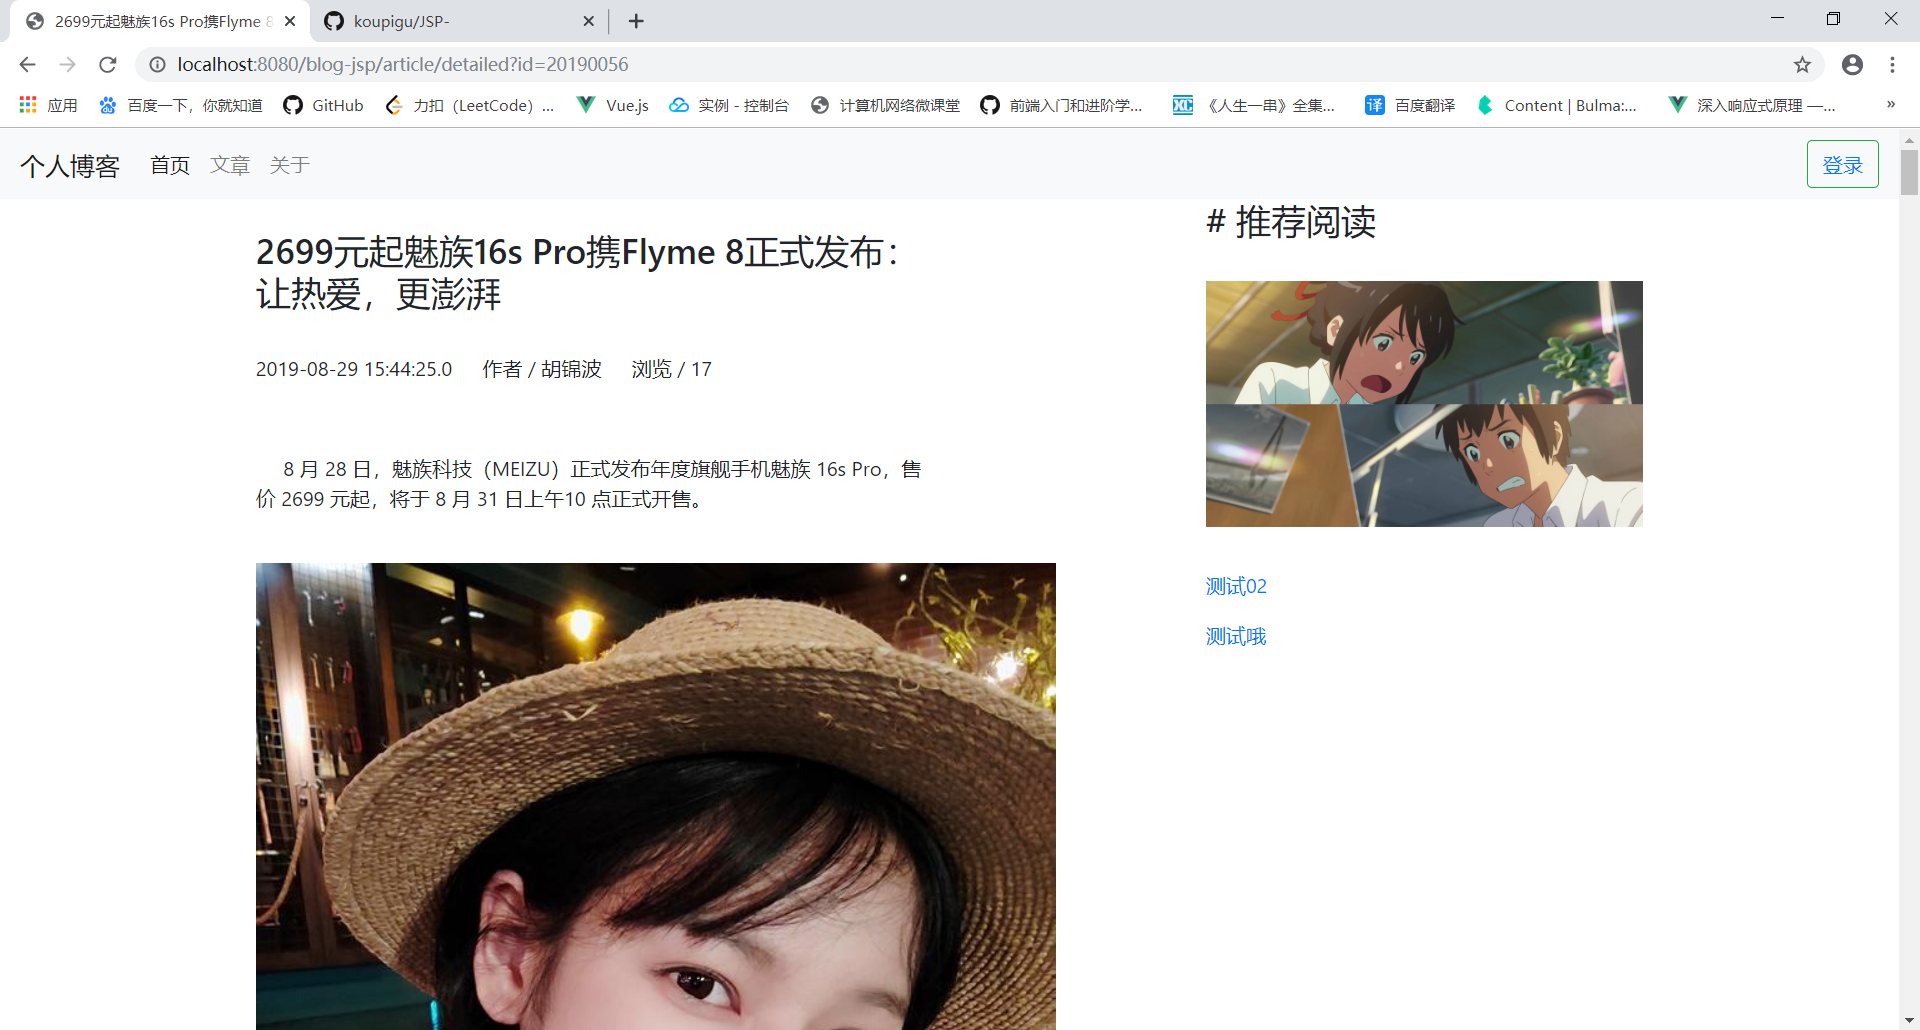 2699元起魅族16s Pro携Flyme 8
koupigu/JSP-
localhost:8080/blog-jsp/article/detailed?id=20190056
应用
百度一下，你就知道
GitHub
力扣（LeetCode）...
Vue.js
实例 - 控制台
计算机网络微课堂
前端入门和进阶学...
《人生一串》全集...
百度翻译
Content | Bulma:...
深入响应式原理 —...
»
个人博客
首页
文章
关于
登录
2699元起魅族16s Pro携Flyme 8正式发布：
让热爱，更澎湃
2019-08-29 15:44:25.0 作者 / 胡锦波 浏览 / 17
8 月 28 日，魅族科技（MEIZU）正式发布年度旗舰手机魅族 16s Pro，售
价 2699 元起，将于 8 月 31 日上午10 点正式开售。
# 推荐阅读
测试02
测试哦